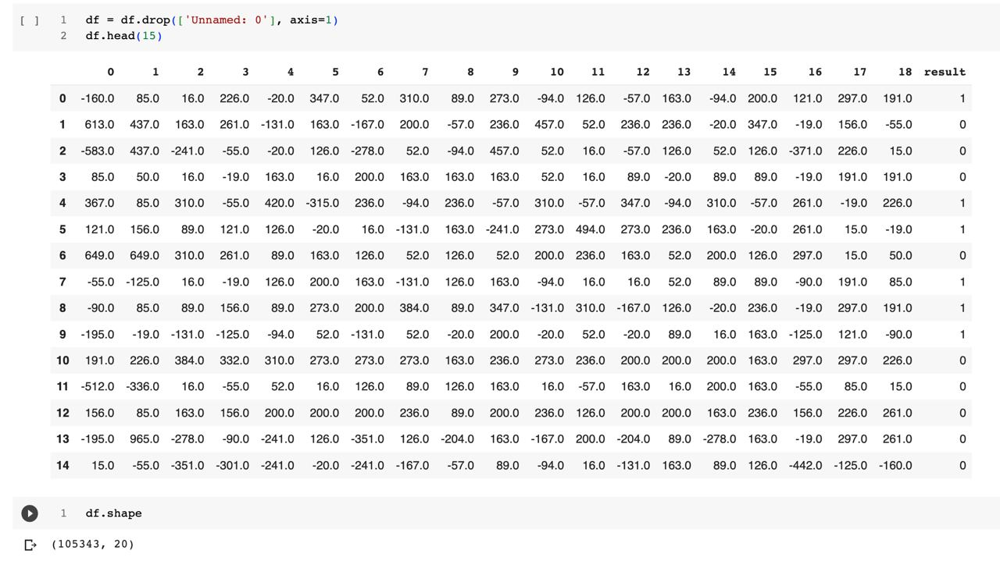 [ ] 1 df = df.drop(['Unnamed: 0'], axis=1)
2 df.head(15)
0 1 2 3 4 5 6 7 8 9 10 11 12 13 14 15 16 17 18 result
0 -160.0 85.0 16.0 226.0 -20.0 347.0 52.0 310.0 89.0 273.0 -94.0 126.0 -57.0 163.0 -94.0 200.0 121.0 297.0 191.0 1
1 613.0 437.0 163.0 261.0 -131.0 163.0 -167.0 200.0 -57.0 236.0 457.0 52.0 236.0 236.0 -20.0 347.0 -19.0 156.0 -55.0 0
2 -583.0 437.0 -241.0 -55.0 -20.0 126.0 -278.0 52.0 -94.0 457.0 52.0 16.0 -57.0 126.0 52.0 126.0 -371.0 226.0 15.0 0
3 85.0 50.0 16.0 -19.0 163.0 16.0 200.0 163.0 163.0 163.0 52.0 16.0 89.0 -20.0 89.0 89.0 -19.0 191.0 191.0 0
4 367.0 85.0 310.0 -55.0 420.0 -315.0 236.0 -94.0 236.0 -57.0 310.0 -57.0 347.0 -94.0 310.0 -57.0 261.0 -19.0 226.0 1
5 121.0 156.0 89.0 121.0 126.0 -20.0 16.0 -131.0 163.0 -241.0 273.0 494.0 273.0 236.0 163.0 -20.0 261.0 15.0 -19.0 1
6 649.0 649.0 310.0 261.0 89.0 163.0 126.0 52.0 126.0 52.0 200.0 236.0 163.0 52.0 200.0 126.0 297.0 15.0 50.0 0
7 -55.0 -125.0 16.0 -19.0 126.0 200.0 163.0 -131.0 126.0 163.0 -94.0 16.0 16.0 52.0 89.0 89.0 -90.0 191.0 85.0 1
8 -90.0 85.0 89.0 156.0 89.0 273.0 200.0 384.0 89.0 347.0 -131.0 310.0 -167.0 126.0 -20.0 236.0 -19.0 297.0 191.0 1
9 -195.0 -19.0 -131.0 -125.0 -94.0 52.0 -131.0 52.0 -20.0 200.0 -20.0 52.0 -20.0 89.0 16.0 163.0 -125.0 121.0 -90.0 1
10 191.0 226.0 384.0 332.0 310.0 273.0 273.0 273.0 163.0 236.0 273.0 236.0 200.0 200.0 200.0 163.0 297.0 297.0 226.0 0
11 -512.0 -336.0 16.0 -55.0 52.0 16.0 126.0 89.0 126.0 163.0 16.0 -57.0 163.0 16.0 200.0 163.0 -55.0 85.0 15.0 0
12 156.0 85.0 163.0 156.0 200.0 200.0 200.0 236.0 89.0 200.0 236.0 126.0 200.0 200.0 163.0 236.0 156.0 226.0 261.0 0
13 -195.0 965.0 -278.0 -90.0 -241.0 126.0 -351.0 126.0 -204.0 163.0 -167.0 200.0 -204.0 89.0 -278.0 163.0 -19.0 297.0 261.0 0
14 15.0 -55.0 -351.0 -301.0 -241.0 -20.0 -241.0 -167.0 -57.0 89.0 -94.0 16.0 -131.0 163.0 89.0 126.0 -442.0 -125.0 -160.0 0
1 df.shape
(105343, 20)